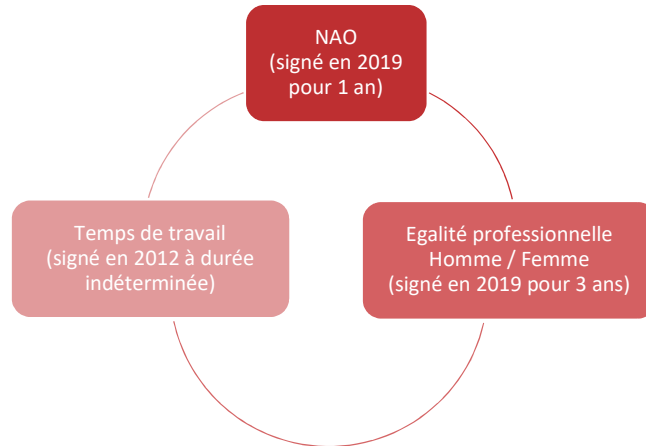 NAO
(signé en 2019
pour 1 an)
Temps de travail
(signé en 2012 à durée
indéterminée)
Egalité professionnelle
Homme / Femme
(signé en 2019 pour 3 ans)